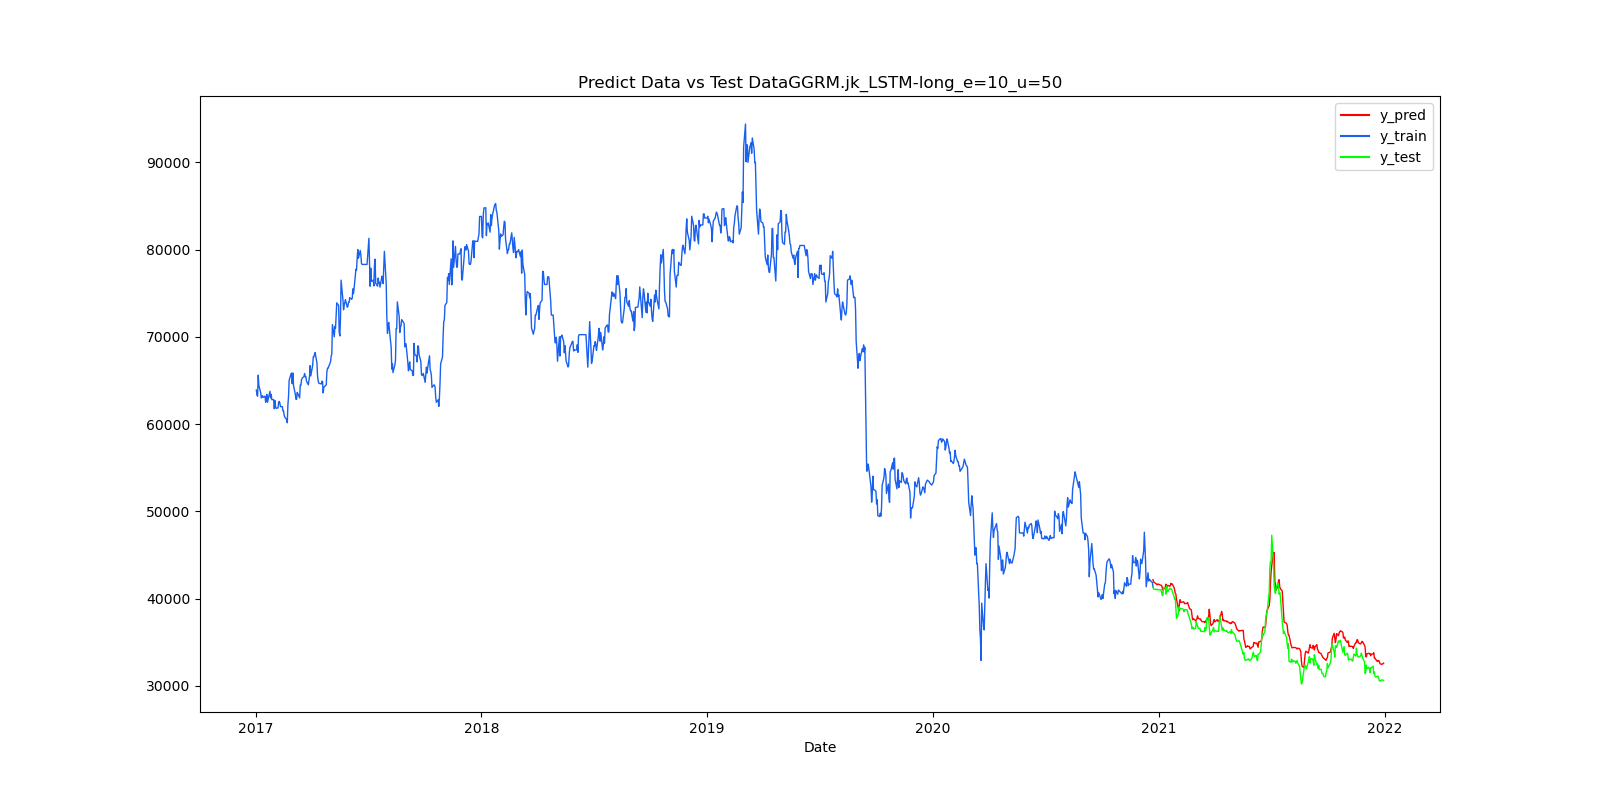 Predict Data vs Test DataGGRM.jk_LSTM-long_e=10_u=50
y_pred
y_train
y_test
90000
80000
70000
60000
50000
40000
30000
2017 2018 2019 2020 2021 2022
Date